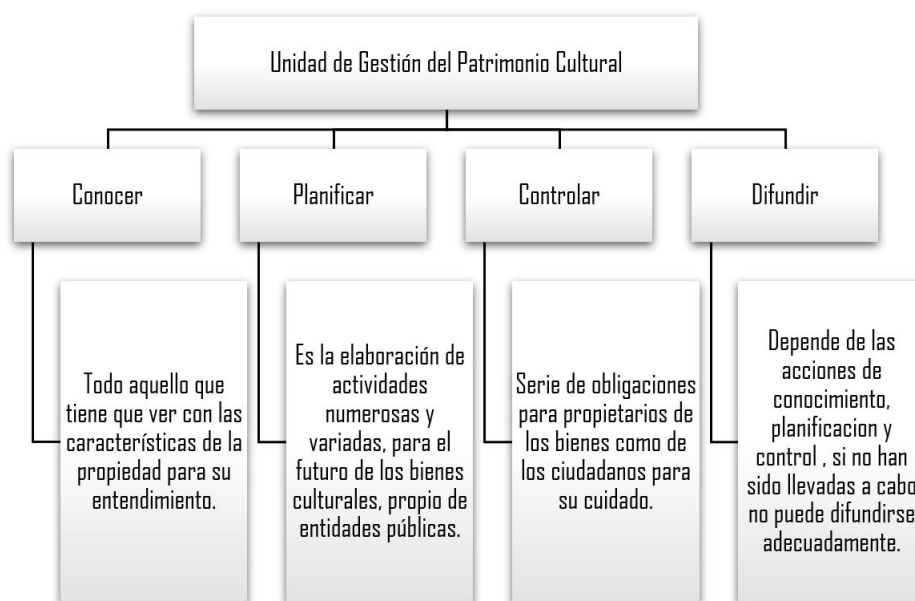 Unidad de Gestión del Patrimonio Cultural
Conocer
Planificar
Controlar
Difundir
Todo aquello que
tiene que ver con las
características de la
propiedad para su
entendimiento.
Es la elaboración de
actividades
numerosas y
variadas, para el
futuro de los bienes
culturales, propio de
entidades públicas.
Serie de obligaciones
para propietarios de
los bienes como de
los ciudadanos para
su cuidado.
Depende de las
acciones de
conocimiento,
planificacion y
control , si no han
sido llevadas a cabo
no puede difundirse
adecuadamente.